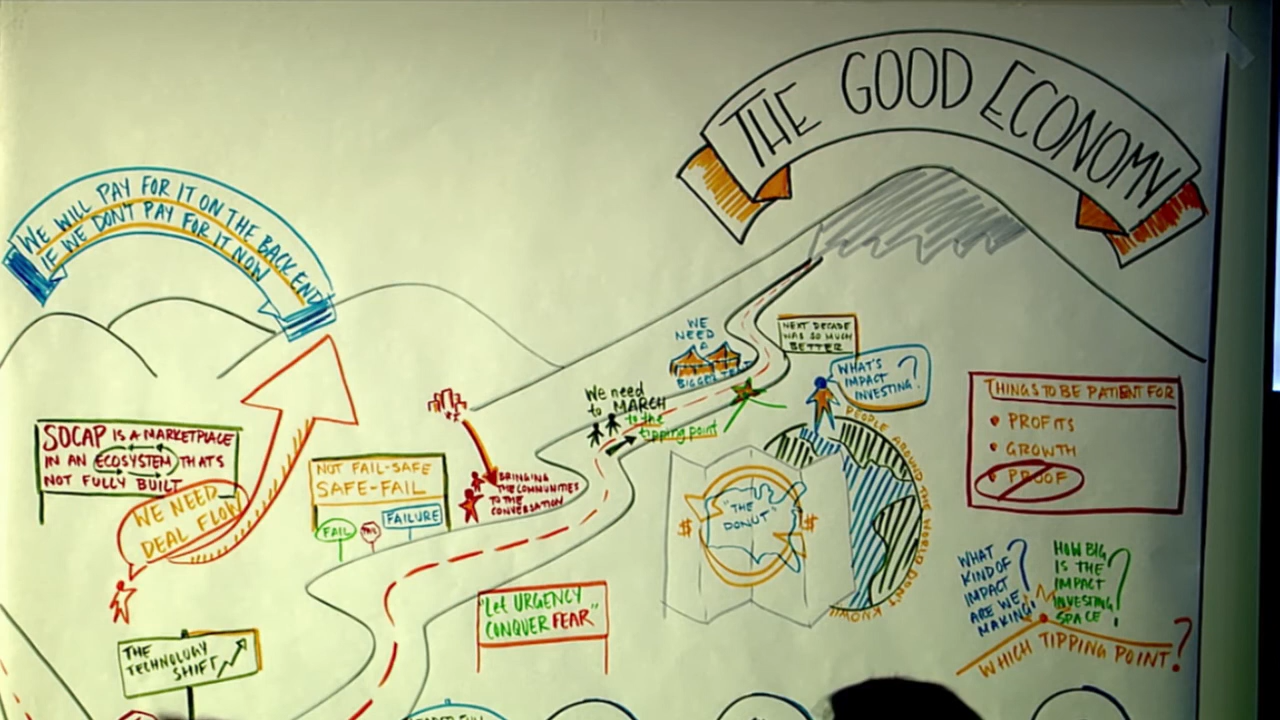 THE GOOD ECONOMY
WE WILL PAY FOR IT ON THE BACK END
IF WE DON'T PAY FOR IT NOW
SOCAP IS A MARKETPLACE
IN AN ECOSYSTEM THAT'S
NOT FULLY BUILT
WE NEED
DEAL FLOW
THE
TECHNOLOGY
SHIFT
NOT FAIL-SAFE
SAFE-FAIL
FAIL
FAIL
FAILURE
BRINGING
THE COMMUNITIES
TO THE
CONVERSATION
We need
to MARCH
to the
tipping point
WE
NEED
A
BIGGER TENT
NEXT DECADE
WAS SO MUCH
BETTER
WHAT'S
IMPACT
INVESTING?
PEOPLE AROUND THE WORLD DON'T KNOW!!
$ "THE $
DONUT"
"Let URGENCY
CONQUER FEAR"
THINGS TO BE PATIENT FOR
• PROFITS
• GROWTH
• PROOF
WHAT
KIND OF
IMPACT
ARE WE
MAKING?
HOW BIG
IS THE
IMPACT
INVESTING
SPACE?
WHICH TIPPING POINT?